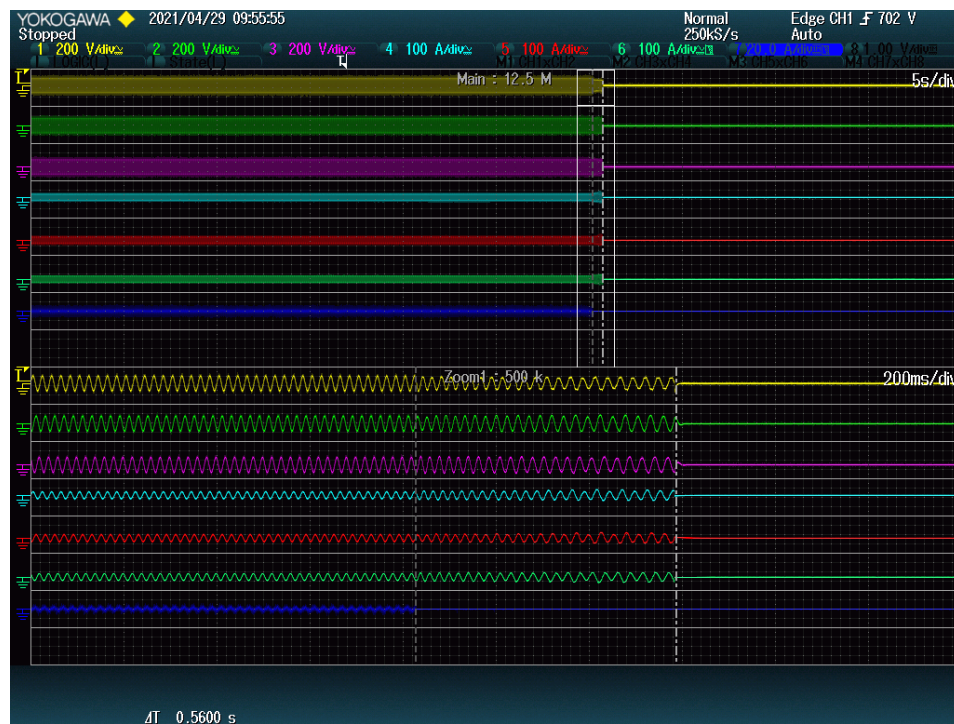 YOKOGAWA 2021/04/29 09:55:55 Normal Edge CH1 702 V
Stopped 250kS/s Auto
1 200 V/div 2 200 V/div 3 200 V/div 4 100 A/div 5 100 A/div 6 100 A/div 7 20.0 A/div 8 1.00 V/div
M1 CH1xCH2 M2 CH3xCH4 M3 CH5xCH6 M4 CH7xCH8
Main : 12.5 M 5s/div
Zoom1 : 500 k 200ms/div
ΔT 0.5600 s